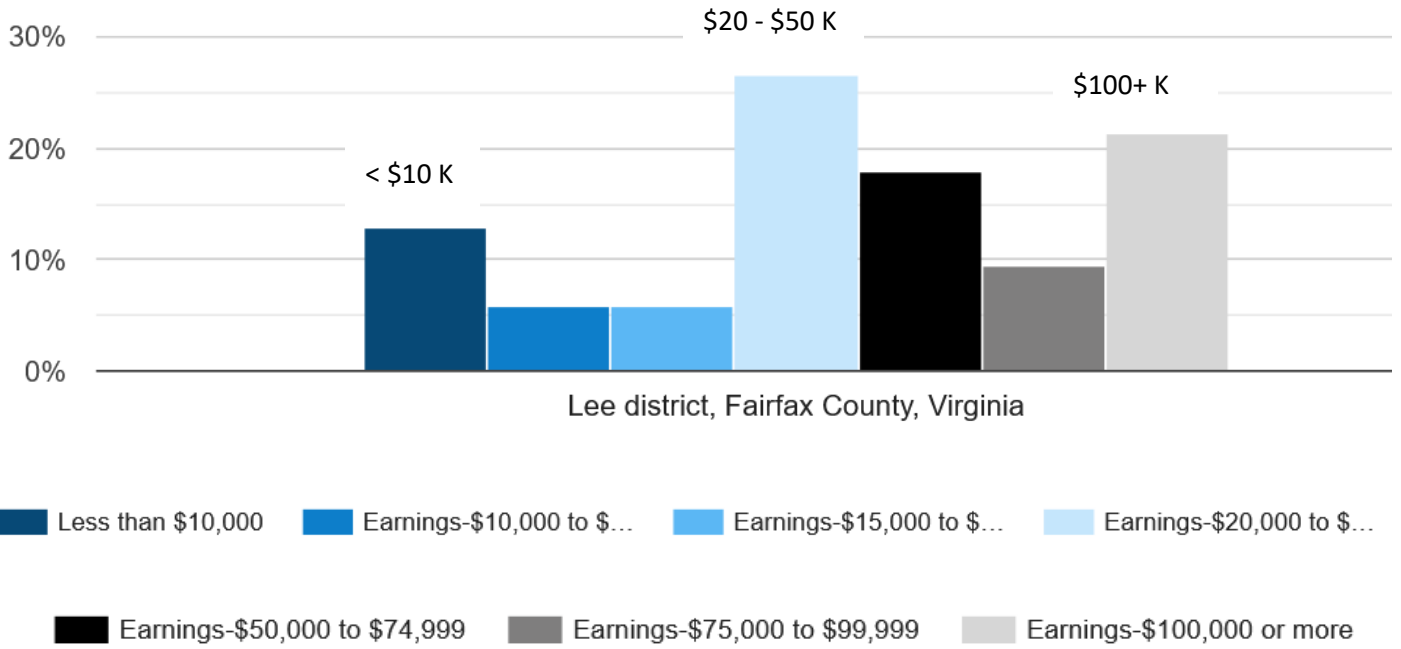 $20 - $50 K
30%
$100+ K
20%
< $10 K
10%
0%
Lee district, Fairfax County, Virginia
Less than $10,000
Earnings-$10,000 to $...
Earnings-$15,000 to $...
Earnings-$20,000 to $...
Earnings-$50,000 to $74,999
Earnings-$75,000 to $99,999
Earnings-$100,000 or more